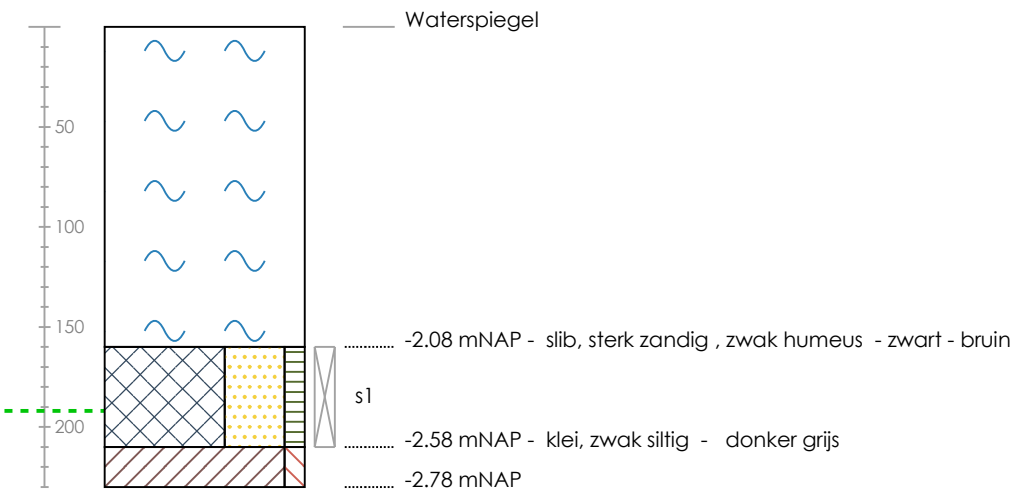 Waterspiegel
50
100
150
-2.08 mNAP - slib, sterk zandig , zwak humeus - zwart - bruin
s1
200
-2.58 mNAP - klei, zwak siltig - donker grijs
-2.78 mNAP